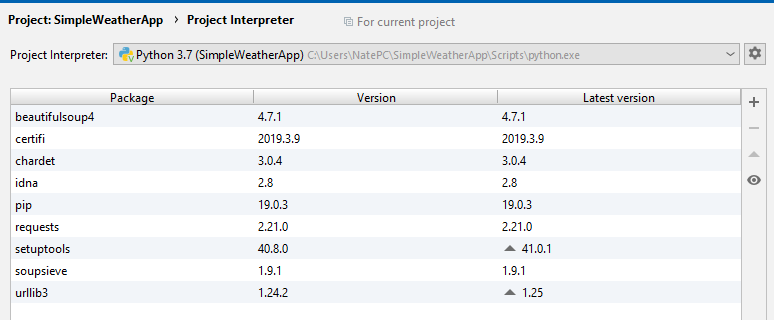 Project: SimpleWeatherApp › Project Interpreter For current project
Project Interpreter: Python 3.7 (SimpleWeatherApp) C:\Users\NatePC\SimpleWeatherApp\Scripts\python.exe
Package Version Latest version
beautifulsoup4 4.7.1 4.7.1
certifi 2019.3.9 2019.3.9
chardet 3.0.4 3.0.4
idna 2.8 2.8
pip 19.0.3 19.0.3
requests 2.21.0 2.21.0
setuptools 40.8.0 41.0.1
soupsieve 1.9.1 1.9.1
urllib3 1.24.2 1.25